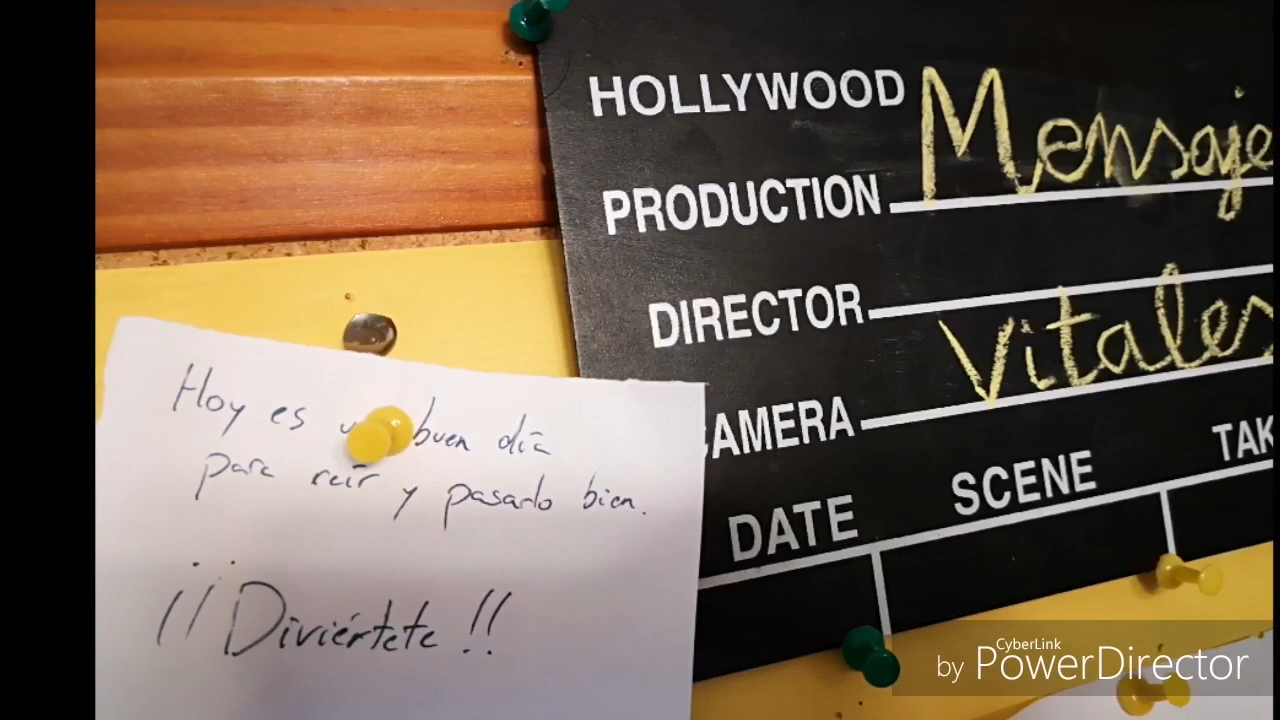 HOLLYWOOD
PRODUCTION Mensaje
DIRECTOR
CAMERA Vitales
DATE SCENE TAK
Hoy es buen día
para reír y pasarlo bien.
¡¡Diviértete!!
CyberLink
by PowerDirector